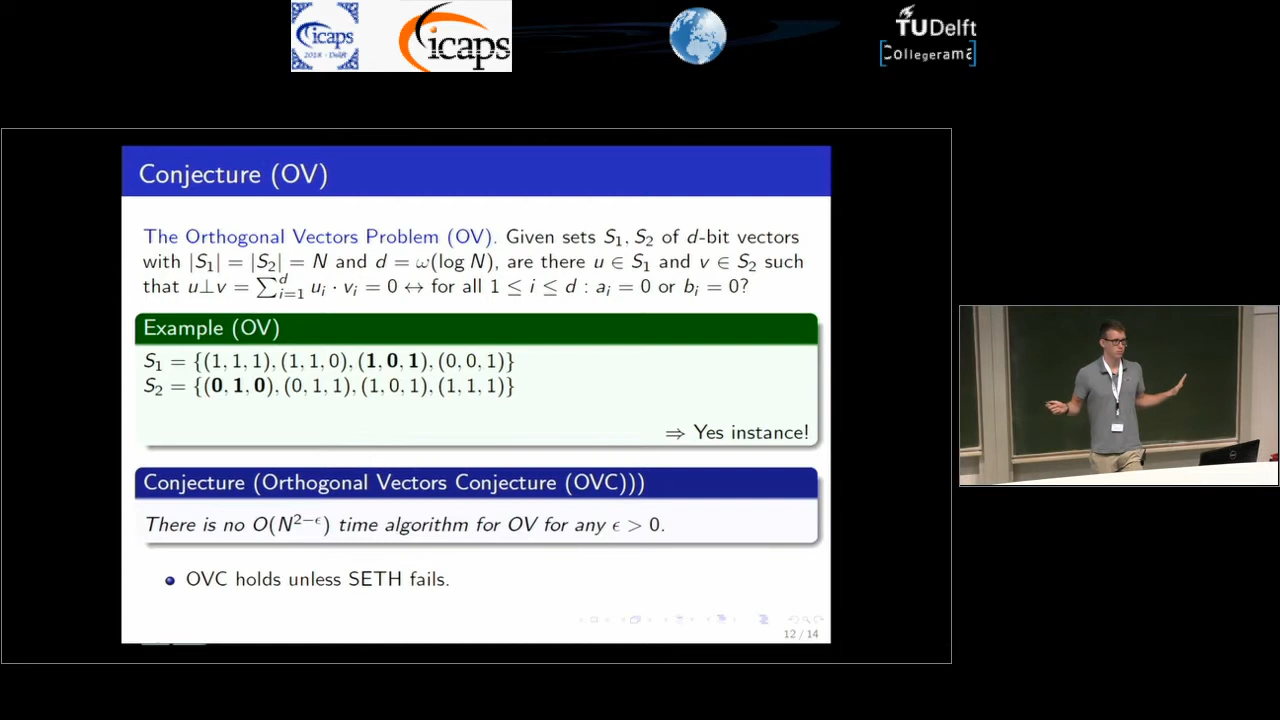 icaps
2018 - Delft
icaps
TUDelft
Collegerama
Conjecture (OV)
The Orthogonal Vectors Problem (OV). Given sets S₁, S₂ of d-bit vectors
with |S₁| = |S₂| = N and d = ω(log N), are there u ∈ S₁ and v ∈ S₂ such
that u⊥v = ∑ᵢ₌₁ᵈ uᵢ · vᵢ = 0 ↔ for all 1 ≤ i ≤ d : aᵢ = 0 or bᵢ = 0?
Example (OV)
S₁ = {(1, 1, 1), (1, 1, 0), (1, 0, 1), (0, 0, 1)}
S₂ = {(0, 1, 0), (0, 1, 1), (1, 0, 1), (1, 1, 1)}
⇒ Yes instance!
Conjecture (Orthogonal Vectors Conjecture (OVC)))
There is no O(N²⁻ᵋ) time algorithm for OV for any ϵ > 0.
OVC holds unless SETH fails.
12 / 14